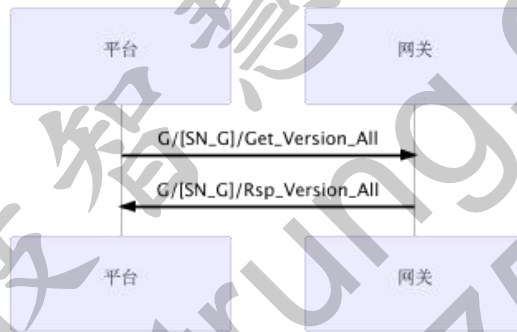 平台 网关
G/[SN_G]/Get_Version_All
G/[SN_G]/Rsp_Version_All
平台 网关